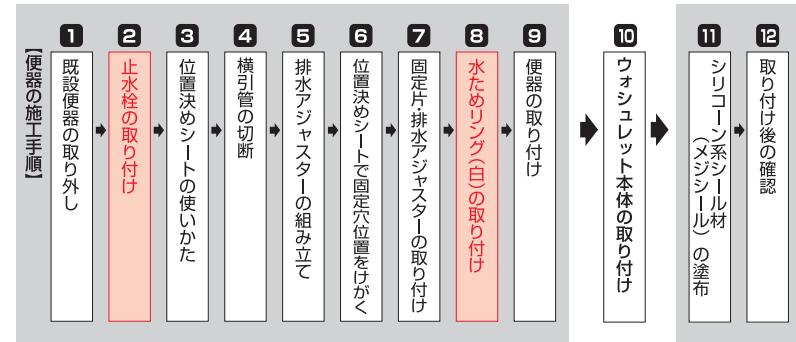 【便器の施工手順】
1
既設便器の取り外し
2
止水栓の取り付け
3
位置決めシートの使いかた
4
横引管の切断
5
排水アジャスターの組み立て
6
位置決めシートで固定穴位置をけがく
7
固定片・排水アジャスターの取り付け
8
水ためリング(白)の取り付け
9
便器の取り付け
10
ウォシュレット本体の取り付け
11
シリコーン系シール材
(メジシール)の塗布
12
取り付け後の確認